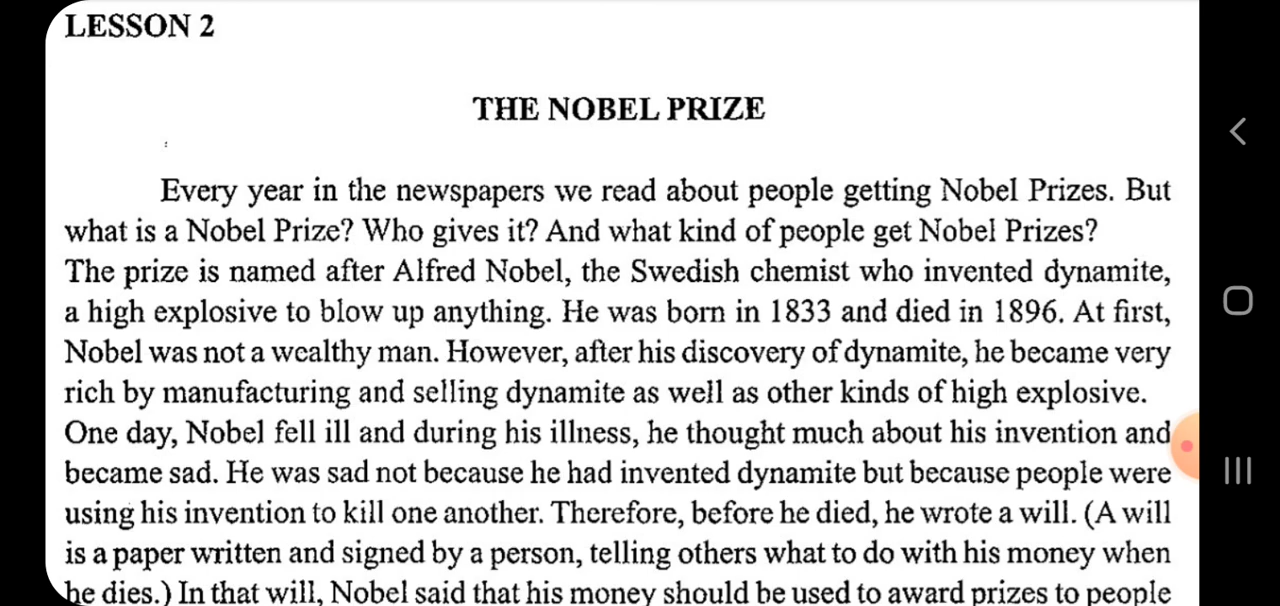 LESSON 2
THE NOBEL PRIZE
Every year in the newspapers we read about people getting Nobel Prizes. But
what is a Nobel Prize? Who gives it? And what kind of people get Nobel Prizes?
The prize is named after Alfred Nobel, the Swedish chemist who invented dynamite,
a high explosive to blow up anything. He was born in 1833 and died in 1896. At first,
Nobel was not a wealthy man. However, after his discovery of dynamite, he became very
rich by manufacturing and selling dynamite as well as other kinds of high explosive.
One day, Nobel fell ill and during his illness, he thought much about his invention and
became sad. He was sad not because he had invented dynamite but because people were
using his invention to kill one another. Therefore, before he died, he wrote a will. (A will
is a paper written and signed by a person, telling others what to do with his money when
he dies.) In that will, Nobel said that his money should be used to award prizes to people